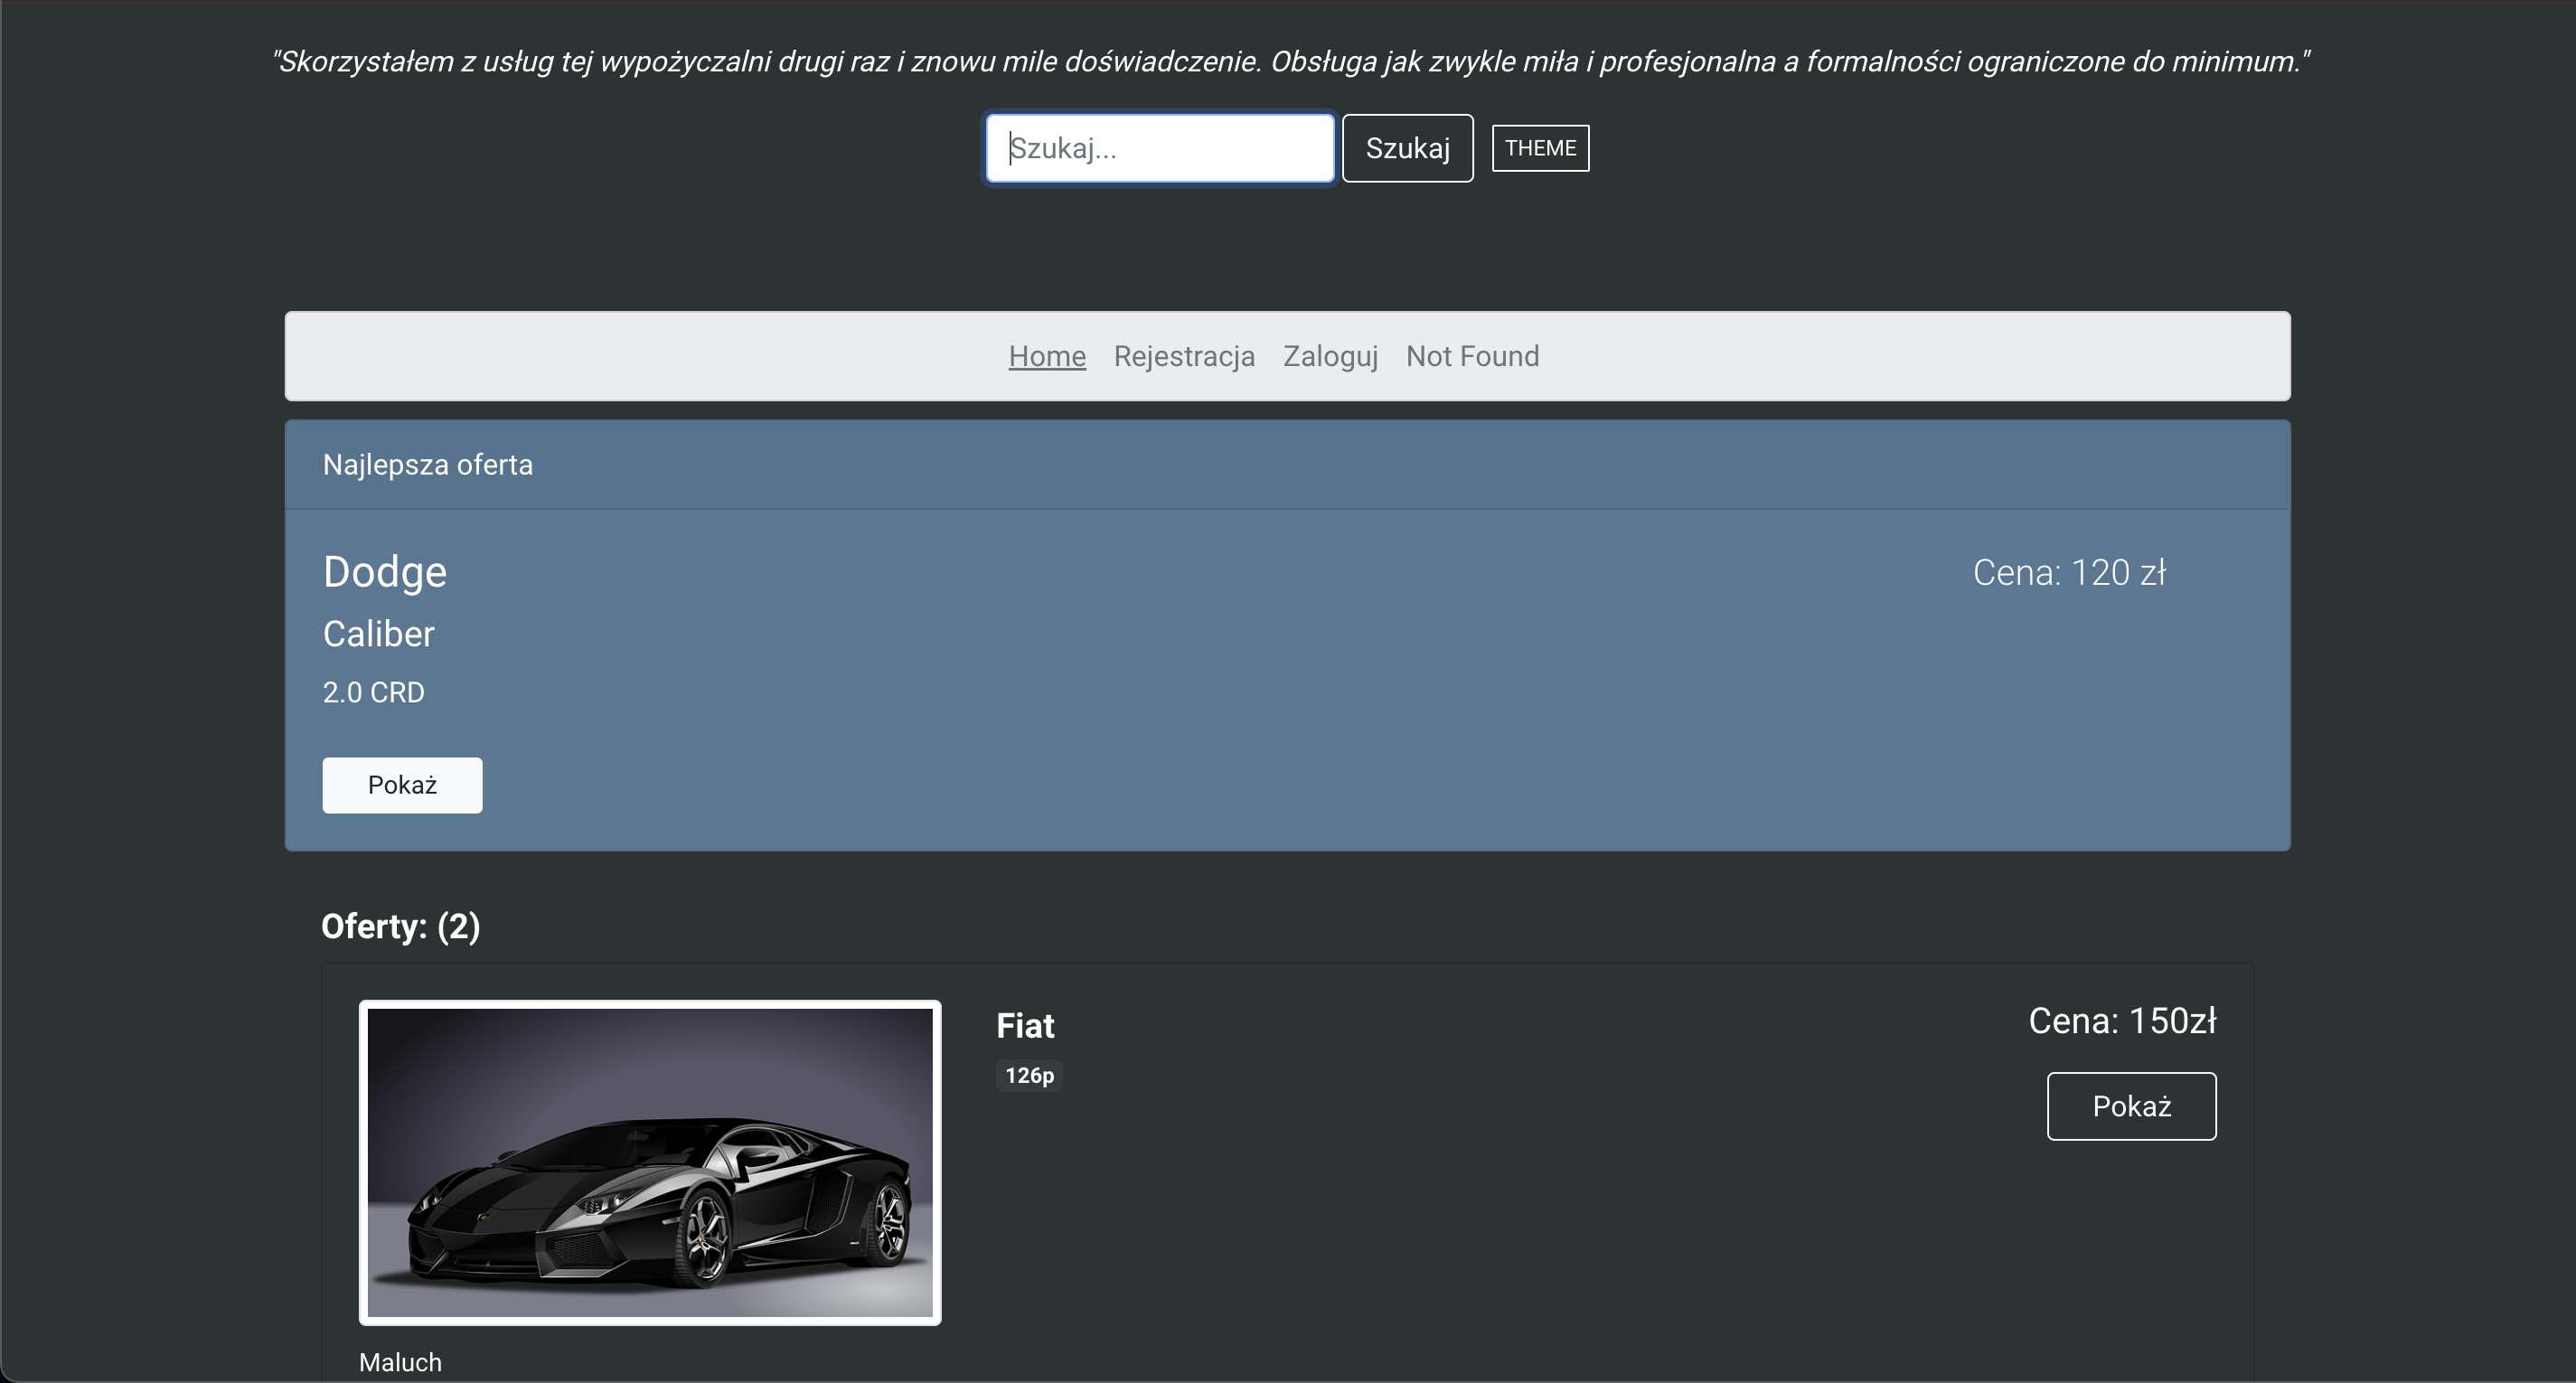 "Skorzystałem z usług tej wypożyczalni drugi raz i znowu mile doświadczenie. Obsługa jak zwykle miła i profesjonalna a formalności ograniczone do minimum."
Szukaj...
Szukaj
THEME
Home
Rejestracja
Zaloguj
Not Found
Najlepsza oferta
Dodge
Cena: 120 zł
Caliber
2.0 CRD
Pokaż
Oferty: (2)
Fiat
Cena: 150zł
126p
Pokaż
Maluch